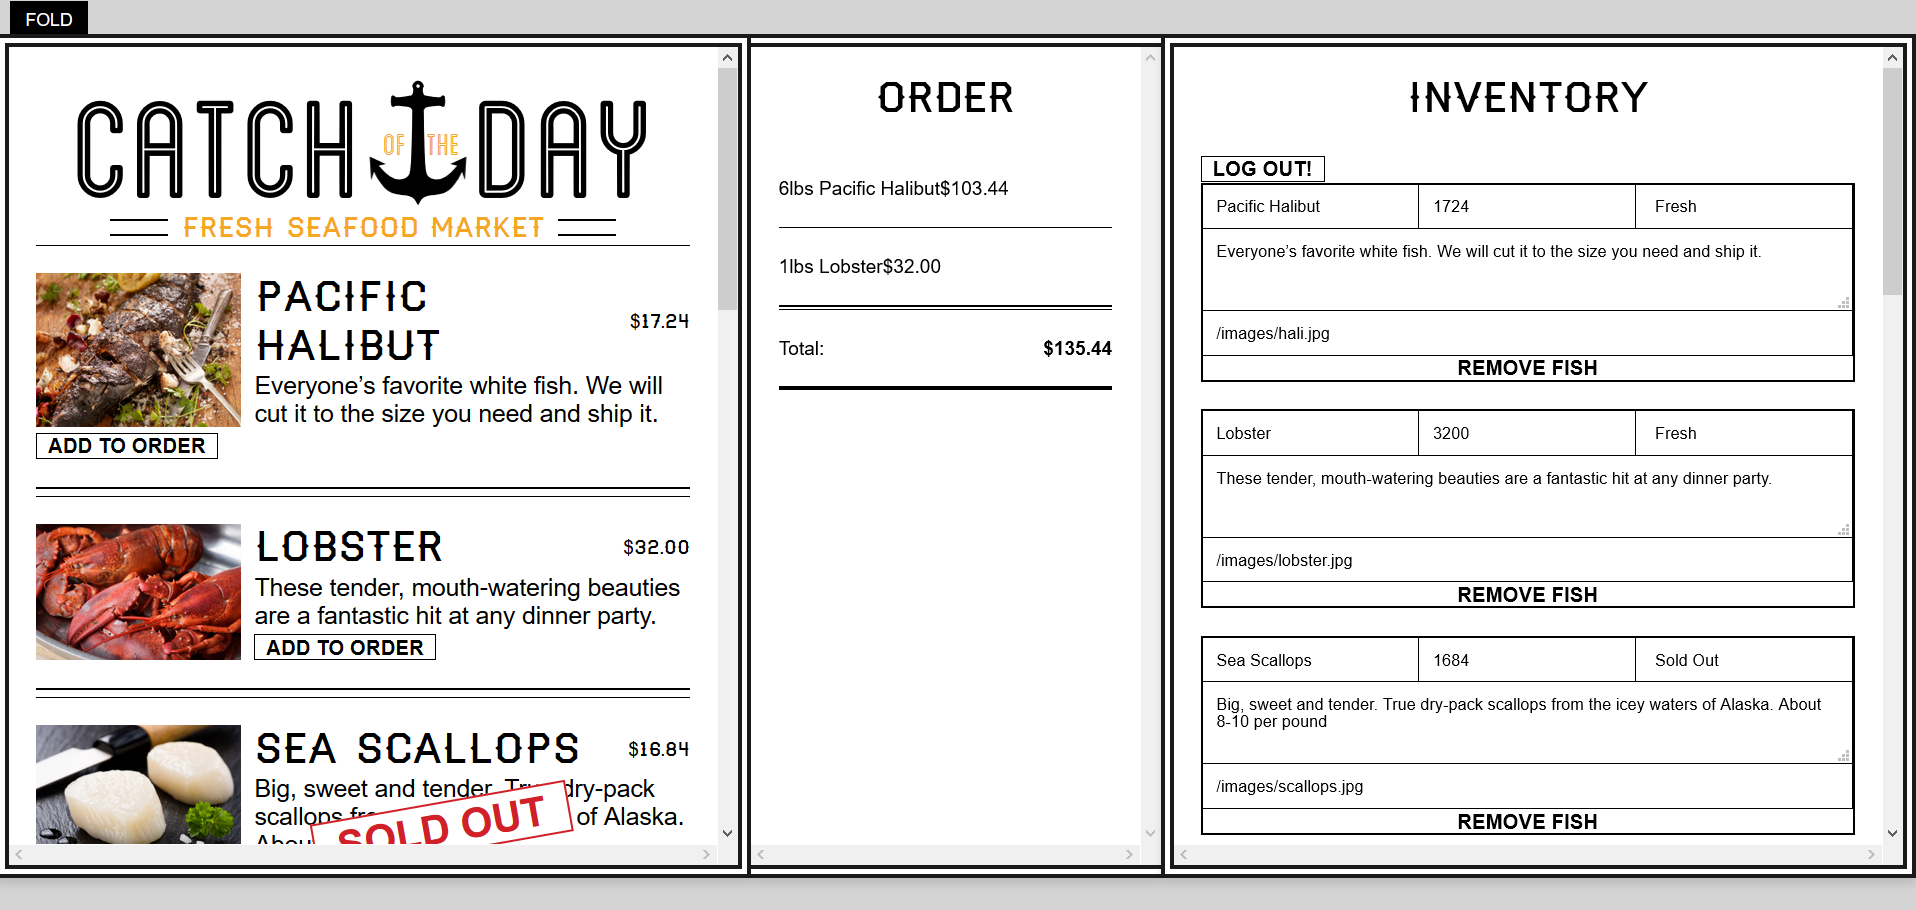 FOLD
CATCH OF THE DAY
FRESH SEAFOOD MARKET
PACIFIC
HALIBUT
$17.24
Everyone’s favorite white fish. We will
cut it to the size you need and ship it.
ADD TO ORDER
LOBSTER
$32.00
These tender, mouth-watering beauties
are a fantastic hit at any dinner party.
ADD TO ORDER
SEA SCALLOPS
$16.84
Big, sweet and tender. True dry-pack
scallops of Alaska.
SOLD OUT
ORDER
6lbs Pacific Halibut$103.44
1lbs Lobster$32.00
Total: $135.44
INVENTORY
LOG OUT!
Pacific Halibut 1724 Fresh
Everyone’s favorite white fish. We will cut it to the size you need and ship it.
/images/hali.jpg
REMOVE FISH
Lobster 3200 Fresh
These tender, mouth-watering beauties are a fantastic hit at any dinner party.
/images/lobster.jpg
REMOVE FISH
Sea Scallops 1684 Sold Out
Big, sweet and tender. True dry-pack scallops from the icey waters of Alaska. About
8-10 per pound
/images/scallops.jpg
REMOVE FISH